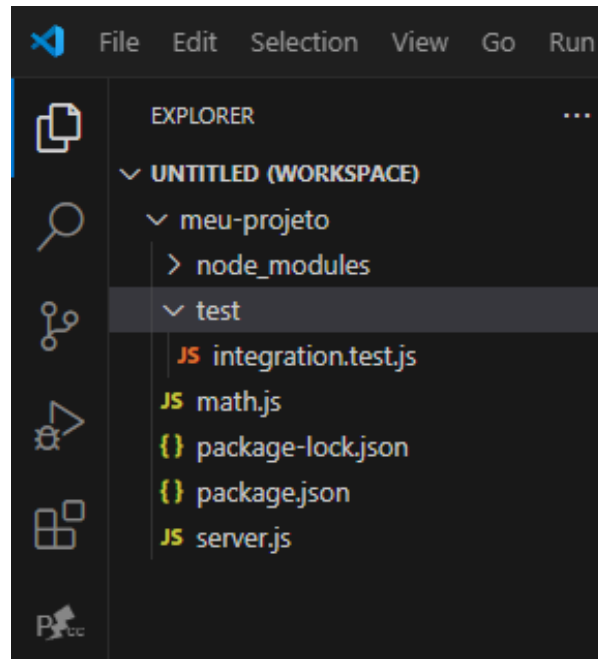 File Edit Selection View Go Run
EXPLORER ...
UNTITLED (WORKSPACE)
meu-projeto
node_modules
test
JS integration.test.js
JS math.js
{} package-lock.json
{} package.json
JS server.js